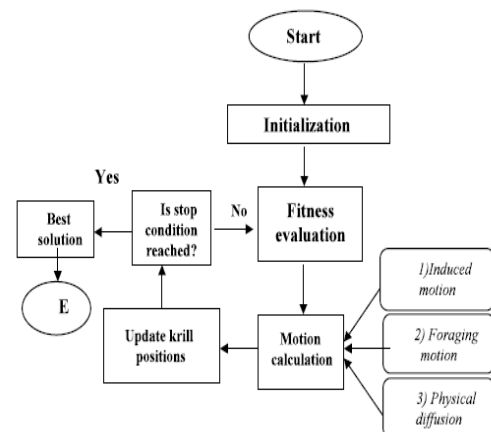 Start
Initialization
Yes
Best
solution
Is stop
condition
reached?
No
Fitness
evaluation
E
1)Induced
motion
Update krill
positions
Motion
calculation
2) Foraging
motion
3) Physical
diffusion